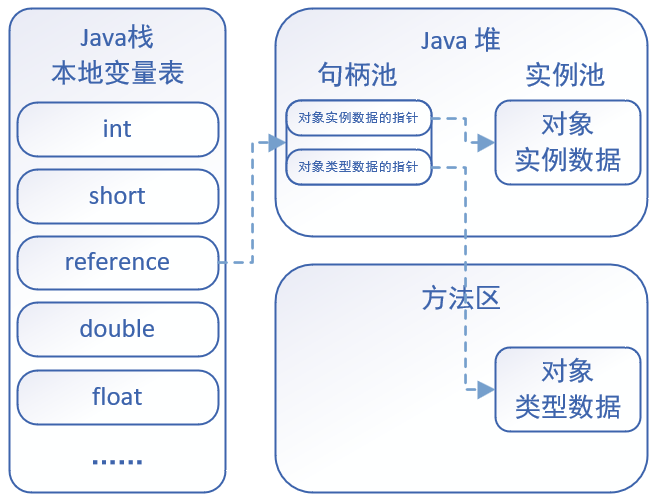 Java栈
本地变量表
int
short
reference
double
float
……
Java 堆
句柄池
实例池
对象实例数据的指针
对象类型数据的指针
对象
实例数据
方法区
对象
类型数据